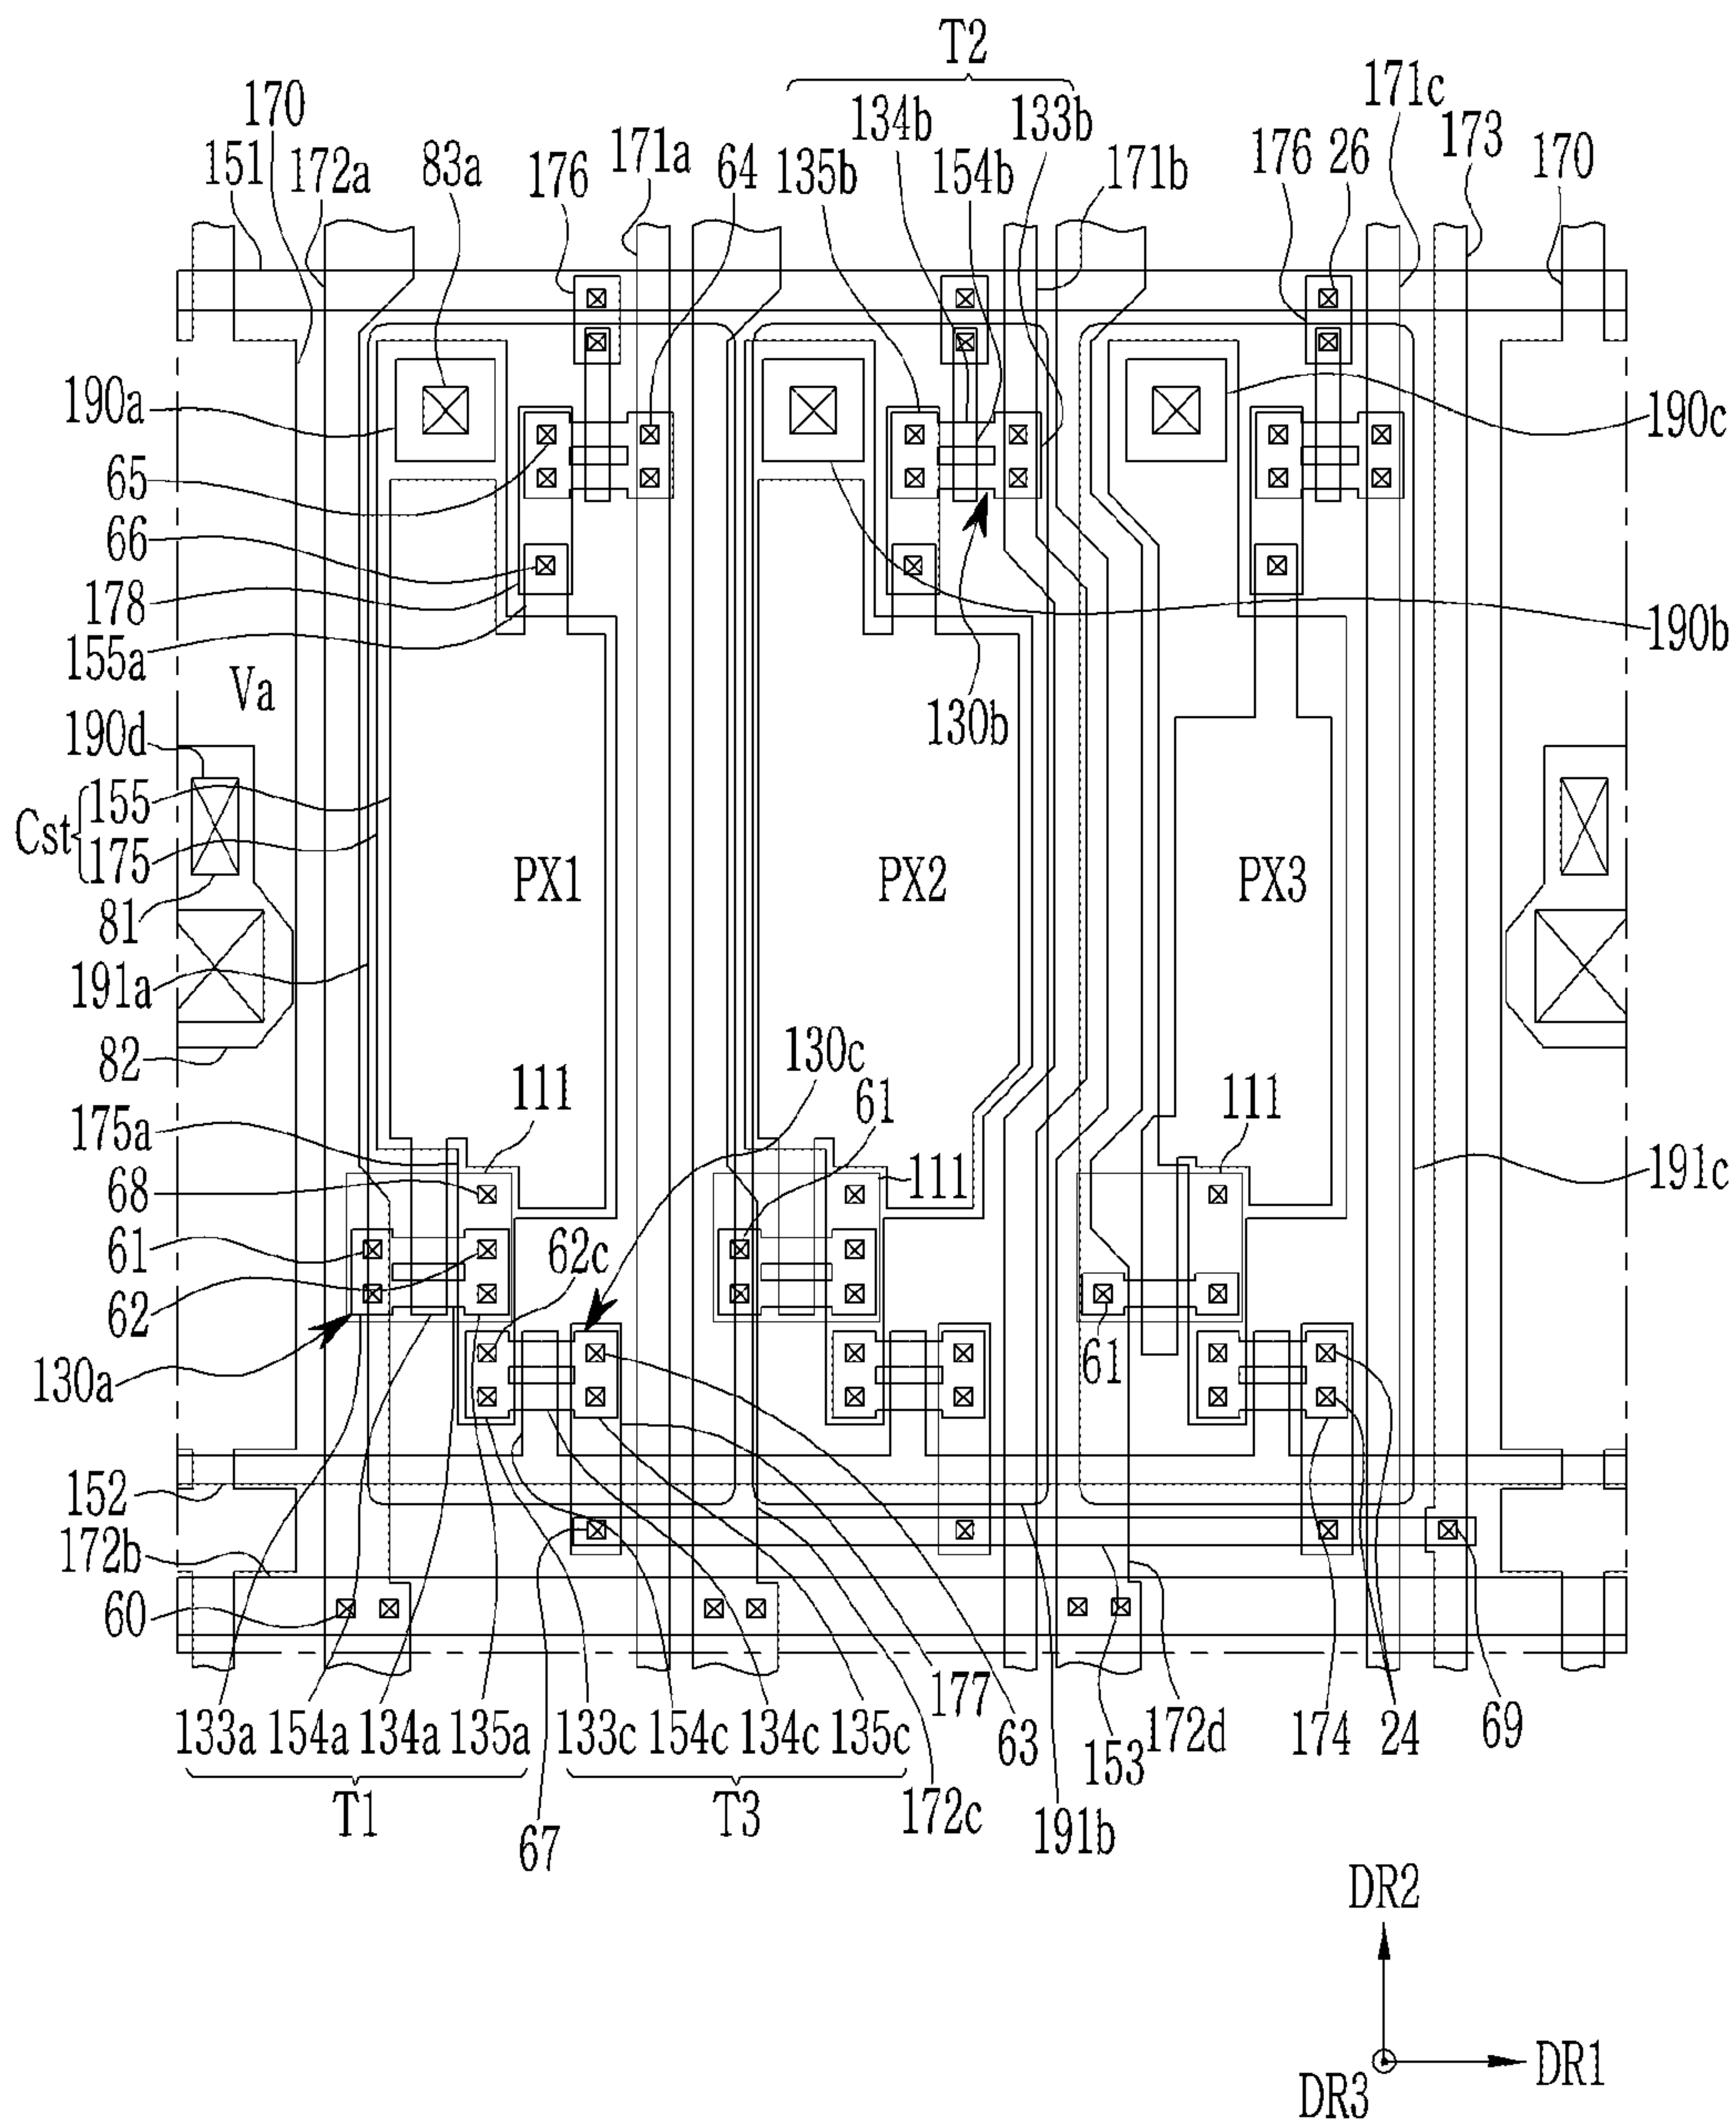 T2
170
134b
133b
171c
173
172a
83a
176
171a
64
135b
154b
171b
176
26
170
151
190a
190c
65
66
178
155a
190b
Va
130b
190d
155
Cst
175
PX1
PX2
PX3
81
191a
82
130c
61
111
111
175a
68
111
191c
61
62c
62
130a
61
152
172b
60
177
133a
154a
134a
135a
133c
154c
134c
135c
63
153
172d
174
24
69
T1
67
T3
172c
191b
DR2
DR1
DR3